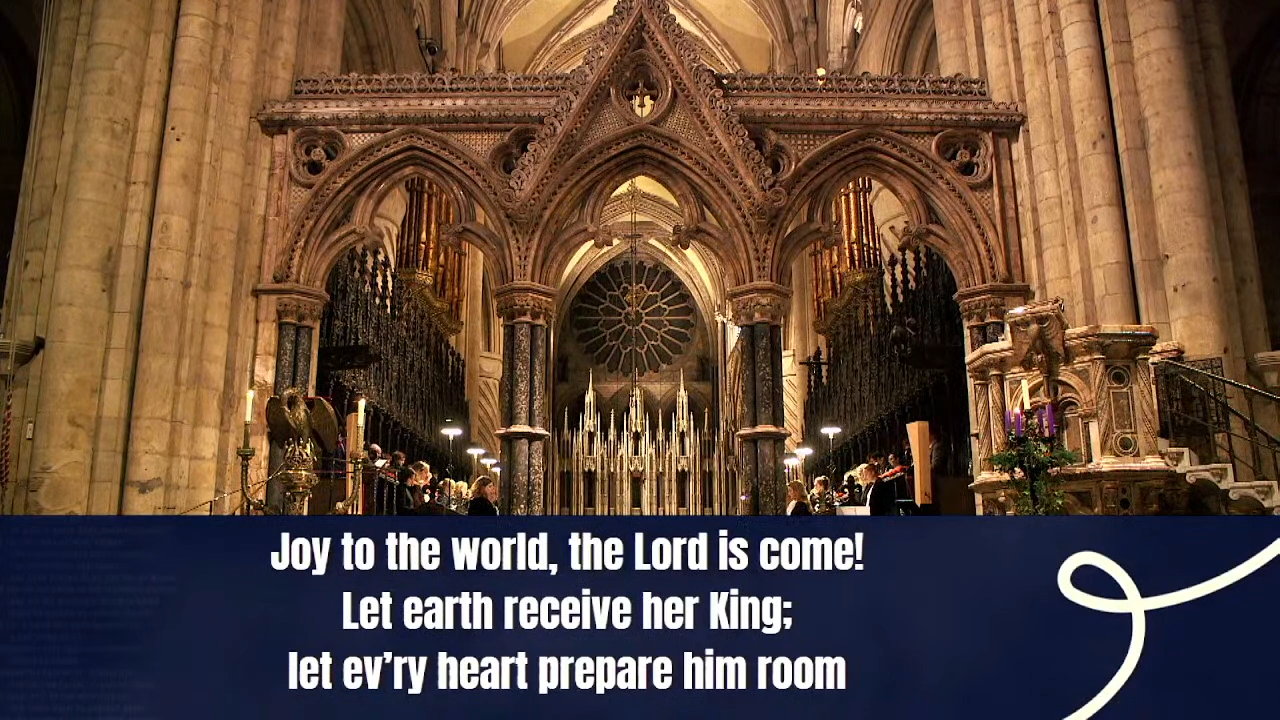 Joy to the world, the Lord is come!
Let earth receive her King;
let ev’ry heart prepare him room